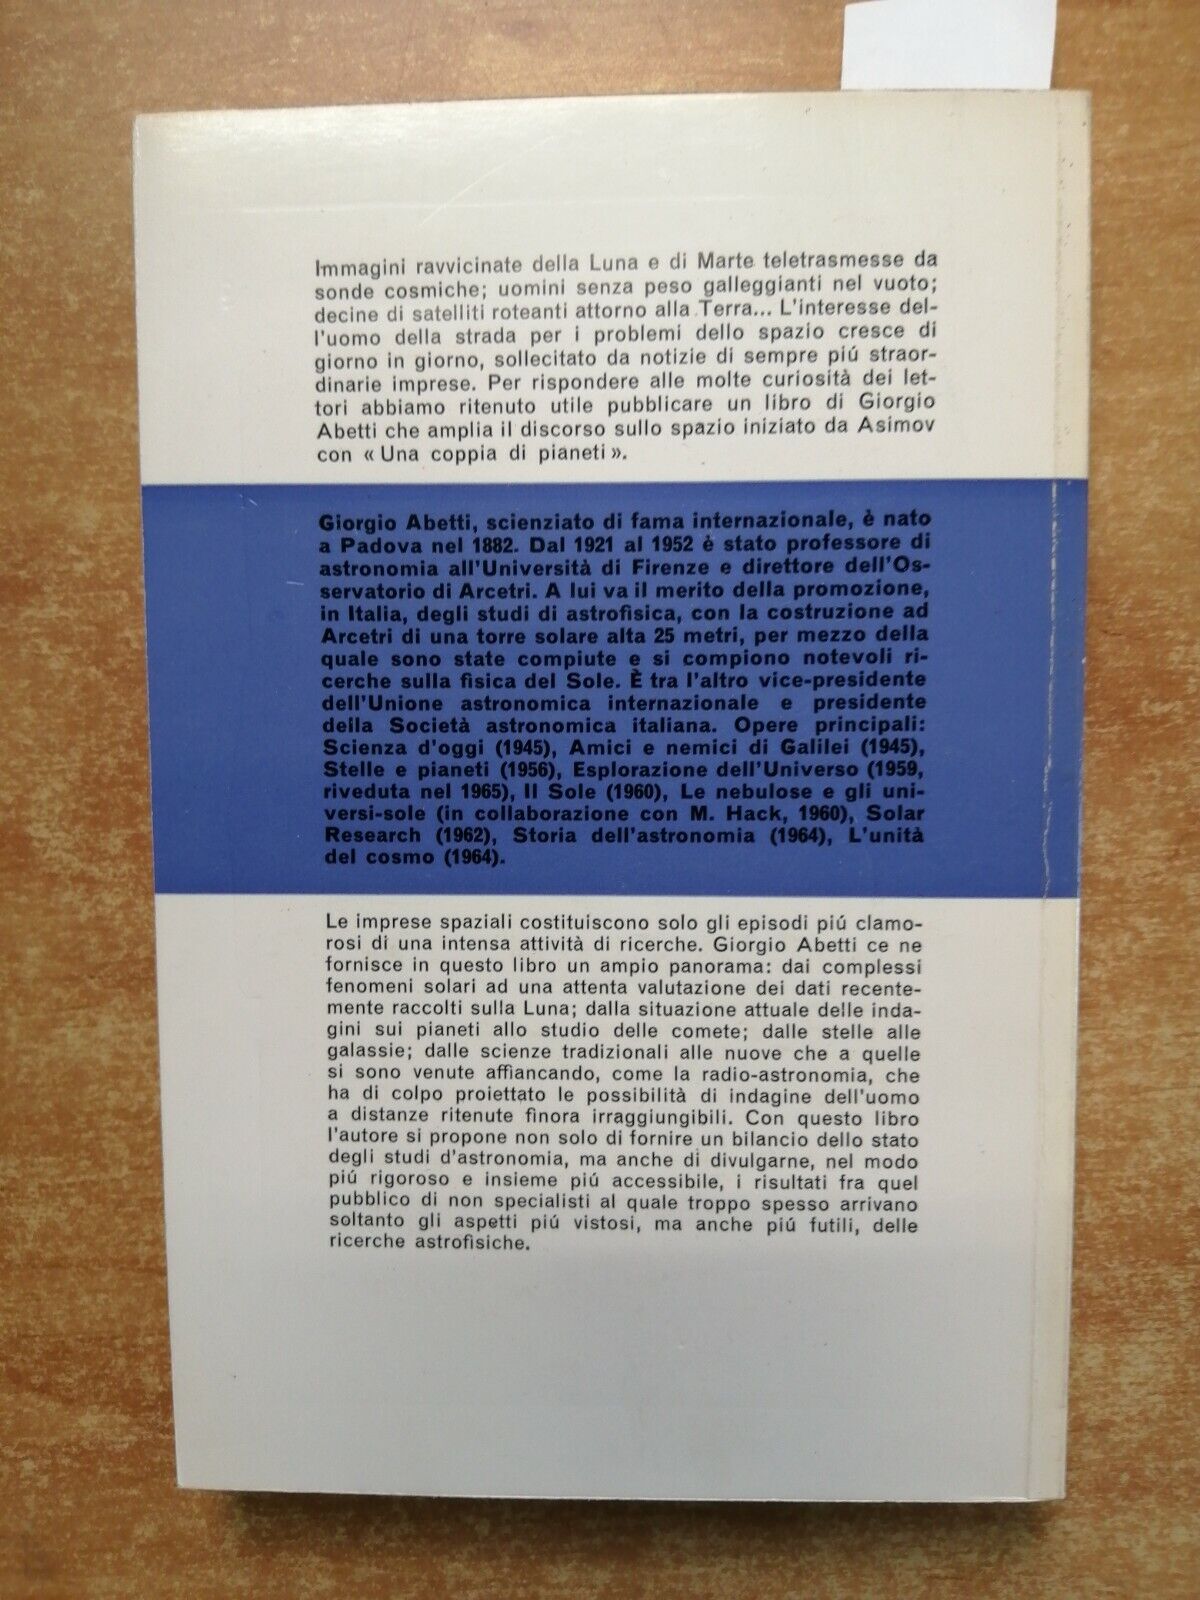 Immagini ravvicinate della Luna e di Marte teletrasmesse da
sonde cosmiche; uomini senza peso galleggianti nel vuoto;
decine di satelliti roteanti attorno alla Terra... L'interesse del-
l'uomo della strada per i problemi dello spazio cresce di
giorno in giorno, sollecitato da notizie di sempre piú straor-
dinarie imprese. Per rispondere alle molte curiosità dei let-
tori abbiamo ritenuto utile pubblicare un libro di Giorgio
Abetti che amplia il discorso sullo spazio iniziato da Asimov
con « Una coppia di pianeti ».
Giorgio Abetti, scienziato di fama internazionale, è nato
a Padova nel 1882. Dal 1921 al 1952 è stato professore di
astronomia all'Università di Firenze e direttore dell'Os-
servatorio di Arcetri. A lui va il merito della promozione,
in Italia, degli studi di astrofisica, con la costruzione ad
Arcetri di una torre solare alta 25 metri, per mezzo della
quale sono state compiute e si compiono notevoli ri-
cerche sulla fisica del Sole. È tra l'altro vice-presidente
dell'Unione astronomica internazionale e presidente
della Società astronomica italiana. Opere principali:
Scienza d'oggi (1945), Amici e nemici di Galilei (1945),
Stelle e pianeti (1956), Esplorazione dell'Universo (1959,
riveduta nel 1965), Il Sole (1960), Le nebulose e gli uni-
versi-sole (in collaborazione con M. Hack, 1960), Solar
Research (1962), Storia dell'astronomia (1964), L'unità
del cosmo (1964).
Le imprese spaziali costituiscono solo gli episodi piú clamo-
rosi di una intensa attività di ricerche. Giorgio Abetti ce ne
fornisce in questo libro un ampio panorama: dai complessi
fenomeni solari ad una attenta valutazione dei dati recente-
mente raccolti sulla Luna; dalla situazione attuale delle inda-
gini sui pianeti allo studio delle comete; dalle stelle alle
galassie; dalle scienze tradizionali alle nuove che a quelle
si sono venute affiancando, come la radio-astronomia, che
ha di colpo proiettato le possibilità di indagine dell'uomo
a distanze ritenute finora irraggiungibili. Con questo libro
l'autore si propone non solo di fornire un bilancio dello stato
degli studi d'astronomia, ma anche di divulgarne, nel modo
piú rigoroso e insieme piú accessibile, i risultati fra quel
pubblico di non specialisti al quale troppo spesso arrivano
soltanto gli aspetti piú vistosi, ma anche piú futili, delle
ricerche astrofisiche.